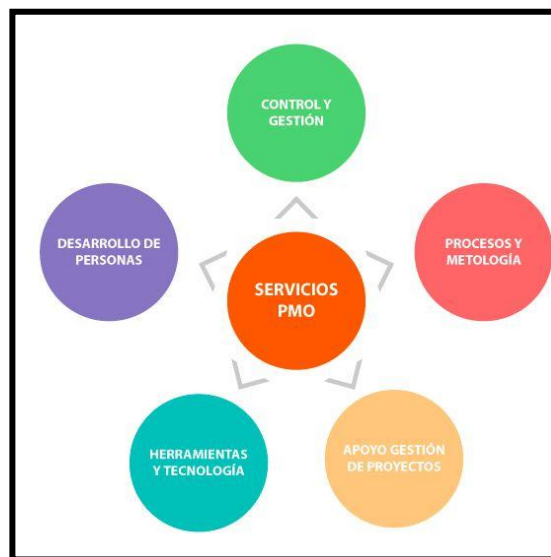 CONTROL Y
GESTIÓN
DESARROLLO DE
PERSONAS
PROCESOS Y
METOLOGÍA
SERVICIOS
PMO
HERRAMIENTAS
Y TECNOLOGÍA
APOYO GESTIÓN
DE PROYECTOS